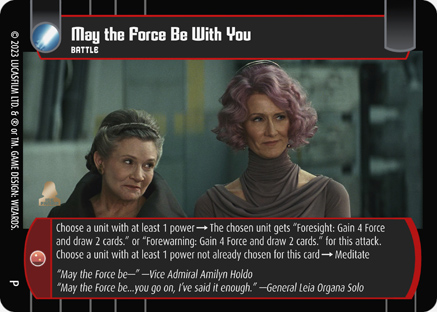 May the Force Be With You
BATTLE
© 2023 LUCASFILM LTD. & ® or TM. GAME DESIGN: WIZARDS.
P
Choose a unit with at least 1 power → The chosen unit gets "Foresight: Gain 4 Force
and draw 2 cards." or "Forewarning: Gain 4 Force and draw 2 cards." for this attack.
Choose a unit with at least 1 power not already chosen for this card → Meditate
"May the Force be—" —Vice Admiral Amilyn Holdo
"May the Force be...you go on, I've said it enough." —General Leia Organa Solo